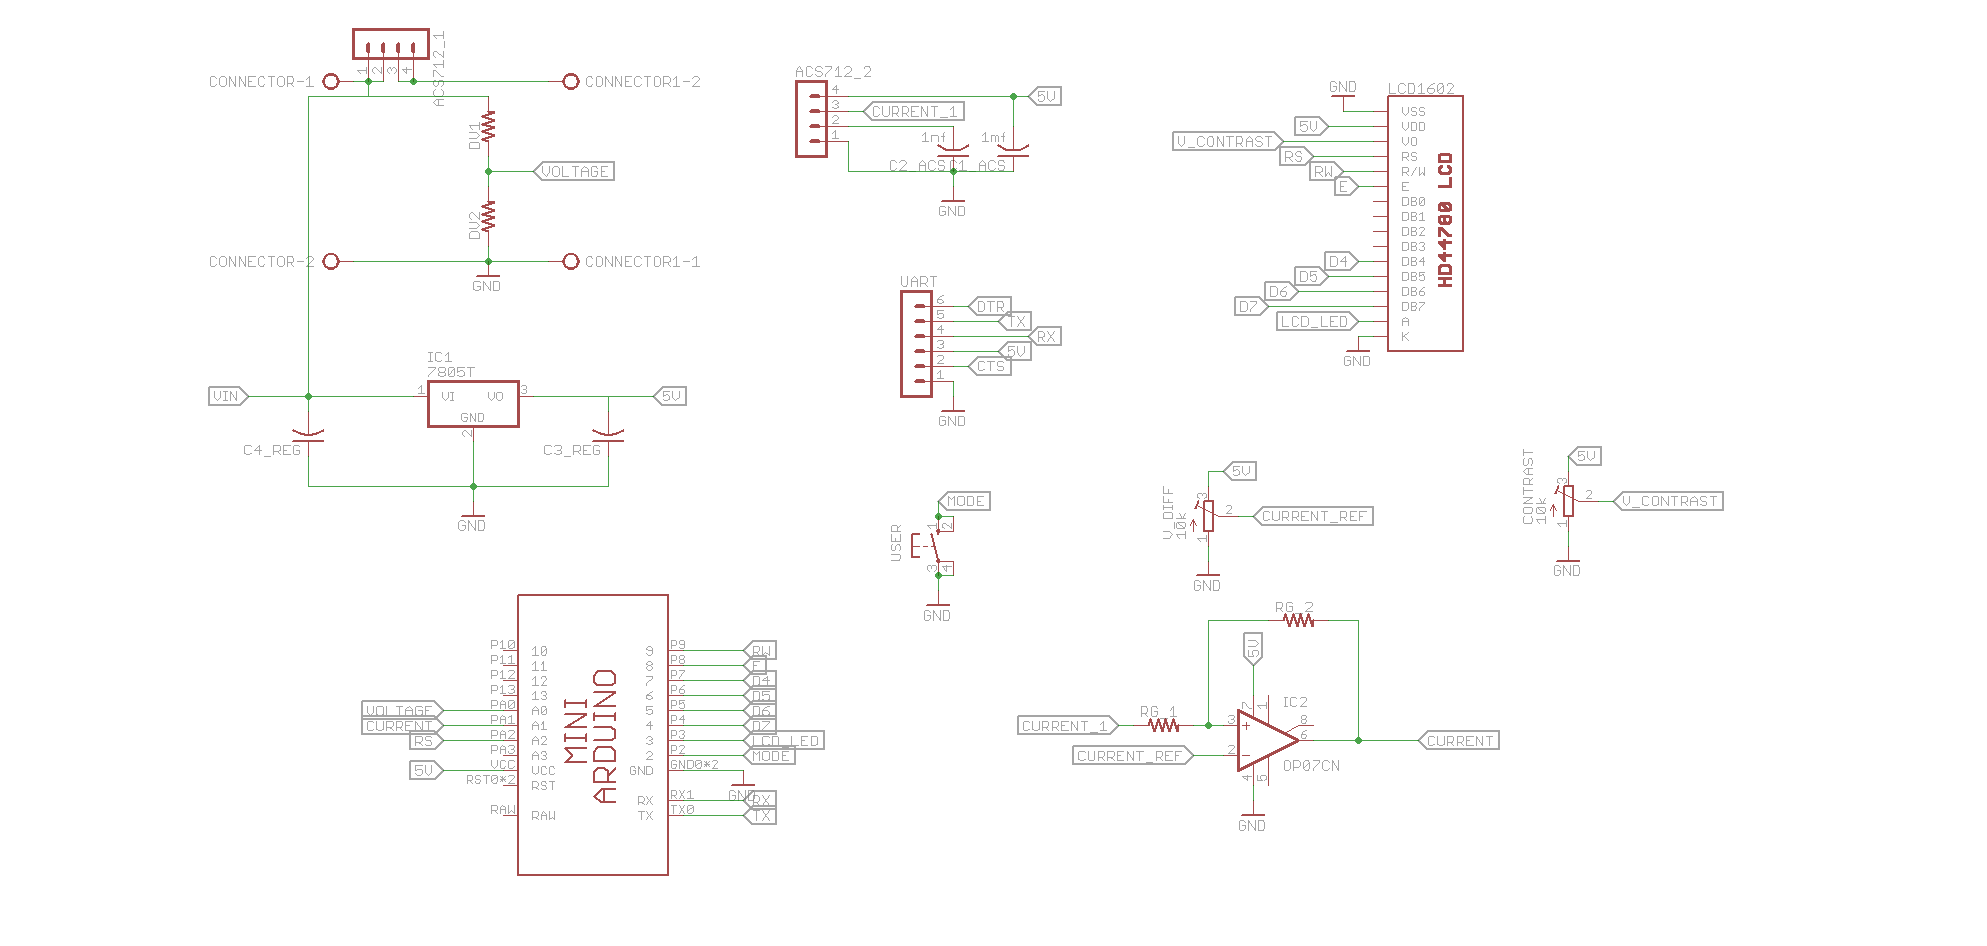 ACS712_1
1
2
3
4
CONNECTOR-1
CONNECTOR1-2
DV1
VOLTAGE
DV2
CONNECTOR-2
CONNECTOR1-1
GND
IC1
7805T
VIN
1
VI
VO
3
5V
GND
2
C4_REG
C3_REG
GND
ACS712_2
4
3
2
1
5V
CURRENT_1
1mf
1mf
C2_ACS
C1_ACS
GND
UART
6
DTR
5
TX
4
RX
3
5V
2
CTS
1
GND
MODE
USER
1
2
3
4
GND
LCD1602
GND
VSS
5V
VDD
V_CONTRAST
VO
RS
RS
RW
R/W
E
E
DB0
DB1
DB2
DB3
D4
DB4
D5
DB5
D6
DB6
D7
DB7
LCD_LED
A
K
GND
HD44780 LCD
5V
V_DIFF
10k
3
2
1
CURRENT_REF
GND
5V
CONTRAST
10k
3
2
1
V_CONTRAST
GND
MINI
ARDUINO
P10
10
P11
11
P12
12
P13
13
VOLTAGE
PA0
A0
CURRENT
PA1
A1
RS
PA2
A2
PA3
A3
5V
VCC
VCC
RST0*2
RST
RAW
RAW
9
P9
RW
8
P8
E
7
P7
D4
6
P6
D5
5
P5
D6
4
P4
D7
3
P3
LCD_LED
2
P2
MODE
GND
GND0*2
GND
RX
RX1
RX
TX
TX0
TX
RG_2
5V
CURRENT_1
RG_1
IC2
7
1
3
+
8
6
CURRENT
CURRENT_REF
2
-
4
5
OP07CN
GND